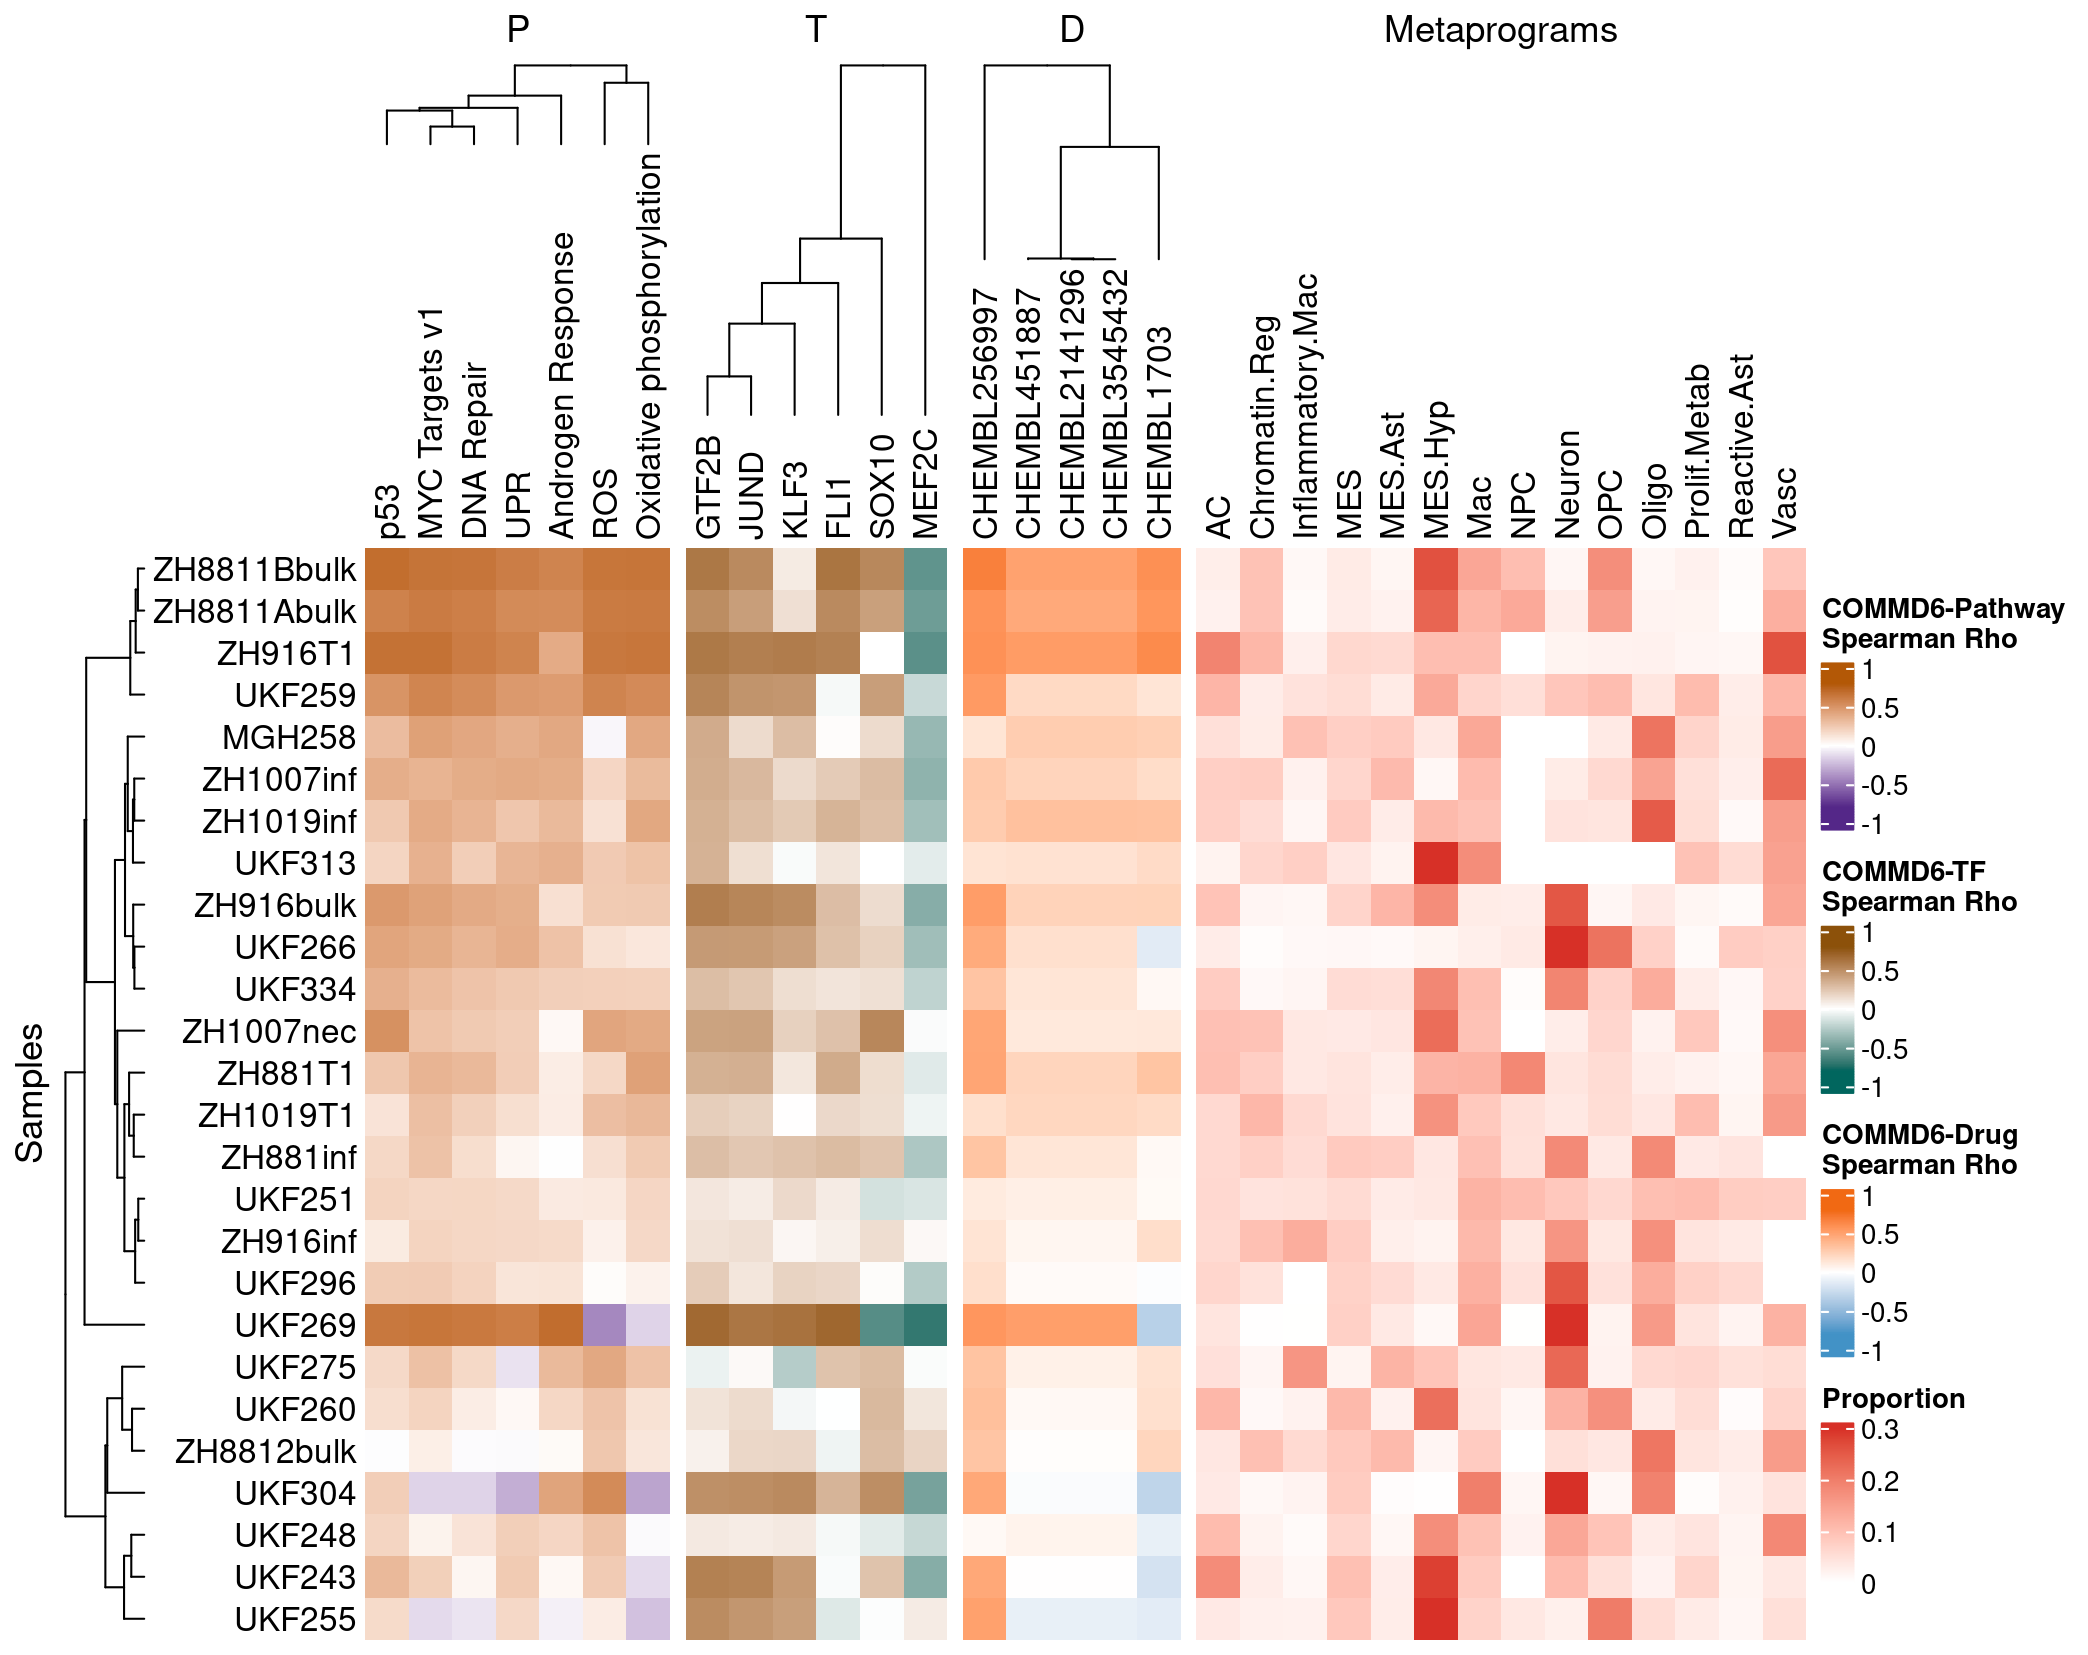 P
T
D
Metaprograms
p53
MYC Targets v1
DNA Repair
UPR
Androgen Response
ROS
Oxidative phosphorylation
GTF2B
JUND
KLF3
FLI1
SOX10
MEF2C
CHEMBL256997
CHEMBL451887
CHEMBL2141296
CHEMBL3545432
CHEMBL1703
AC
Chromatin.Reg
Inflammatory.Mac
MES
MES.Ast
MES.Hyp
Mac
NPC
Neuron
OPC
Oligo
Prolif.Metab
Reactive.Ast
Vasc
Samples
ZH8811Bbulk
ZH8811Abulk
ZH916T1
UKF259
MGH258
ZH1007inf
ZH1019inf
UKF313
ZH916bulk
UKF266
UKF334
ZH1007nec
ZH881T1
ZH1019T1
ZH881inf
UKF251
ZH916inf
UKF296
UKF269
UKF275
UKF260
ZH8812bulk
UKF304
UKF248
UKF243
UKF255
COMMD6-Pathway
Spearman Rho
1
0.5
0
-0.5
-1
COMMD6-TF
Spearman Rho
1
0.5
0
-0.5
-1
COMMD6-Drug
Spearman Rho
1
0.5
0
-0.5
-1
Proportion
0.3
0.2
0.1
0